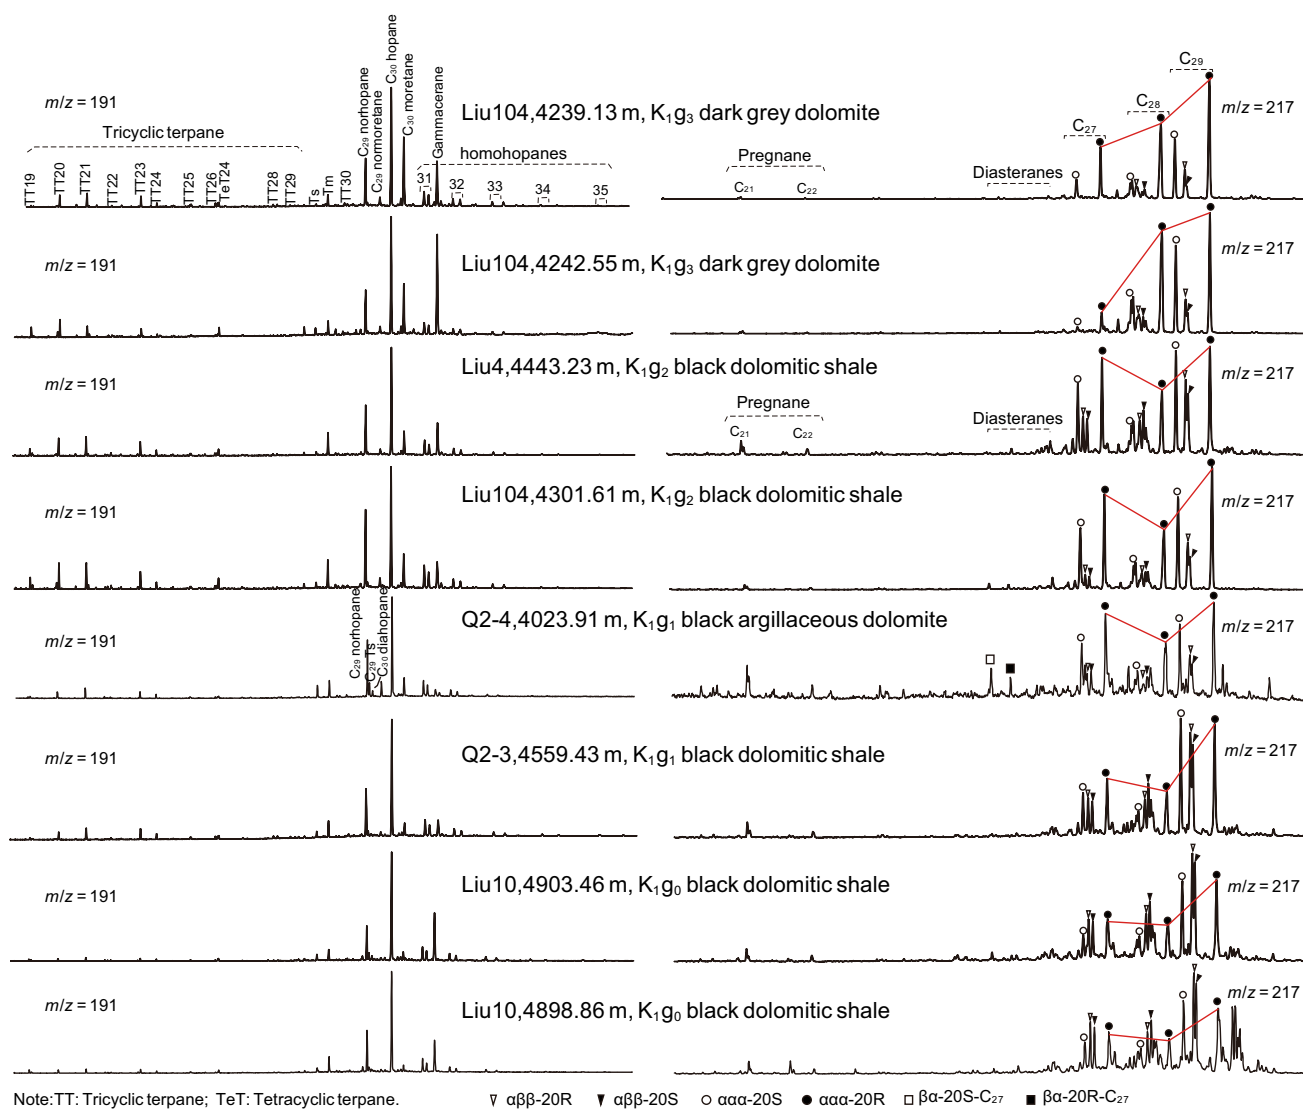 m/z = 191
Tricyclic terpane
TT19
TT20
TT21
TT22
TT23
TT24
TT25
TT26
TeT24
TT28
TT29
Ts
Tm
TT30
C₂₉ norhopane
C₂₉ normoretane
C₃₀ hopane
C₃₀ moretane
Gammacerane
homohopanes
31
32
33
34
35
Liu104,4239.13 m, K₁g₃ dark grey dolomite
Pregnane
C₂₁
C₂₂
Diasteranes
C₂₇
C₂₈
C₂₉
m/z = 217
m/z = 191
Liu104,4242.55 m, K₁g₃ dark grey dolomite
m/z = 217
m/z = 191
Liu4,4443.23 m, K₁g₂ black dolomitic shale
Pregnane
C₂₁
C₂₂
Diasteranes
m/z = 217
m/z = 191
Liu104,4301.61 m, K₁g₂ black dolomitic shale
m/z = 217
m/z = 191
C₂₉ norhopane
C₂₉ Ts
C₃₀ diahopane
Q2-4,4023.91 m, K₁g₁ black argillaceous dolomite
m/z = 217
m/z = 191
Q2-3,4559.43 m, K₁g₁ black dolomitic shale
m/z = 217
m/z = 191
Liu10,4903.46 m, K₁g₀ black dolomitic shale
m/z = 217
m/z = 191
Liu10,4898.86 m, K₁g₀ black dolomitic shale
m/z = 217
Note:TT: Tricyclic terpane; TeT: Tetracyclic terpane. αββ-20R αββ-20S ααα-20S ααα-20R βα-20S-C₂₇ βα-20R-C₂₇